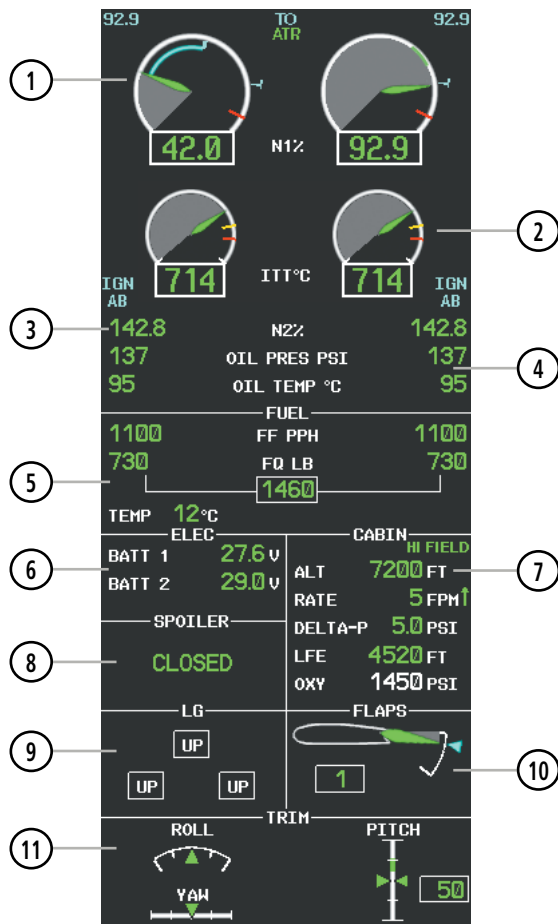 92.9 TO 92.9
ATR
1
42.0 N1% 92.9
2
714 ITT°C 714
IGN IGN
AB AB
3
142.8 N2% 142.8
137 OIL PRES PSI 137
4
95 OIL TEMP °C 95
FUEL
1100 FF PPH 1100
730 FQ LB 730
5
1460
TEMP 12°C
ELEC CABIN
HI FIELD
6
BATT 1 27.6 V
BATT 2 29.0 V
7
ALT 7200 FT
RATE 5 FPM↑
SPOILER
DELTA-P 5.0 PSI
8
CLOSED
LFE 4520 FT
OXY 1450 PSI
LG FLAPS
9
UP
UP UP
10
1
TRIM
11
ROLL PITCH
YAW
50